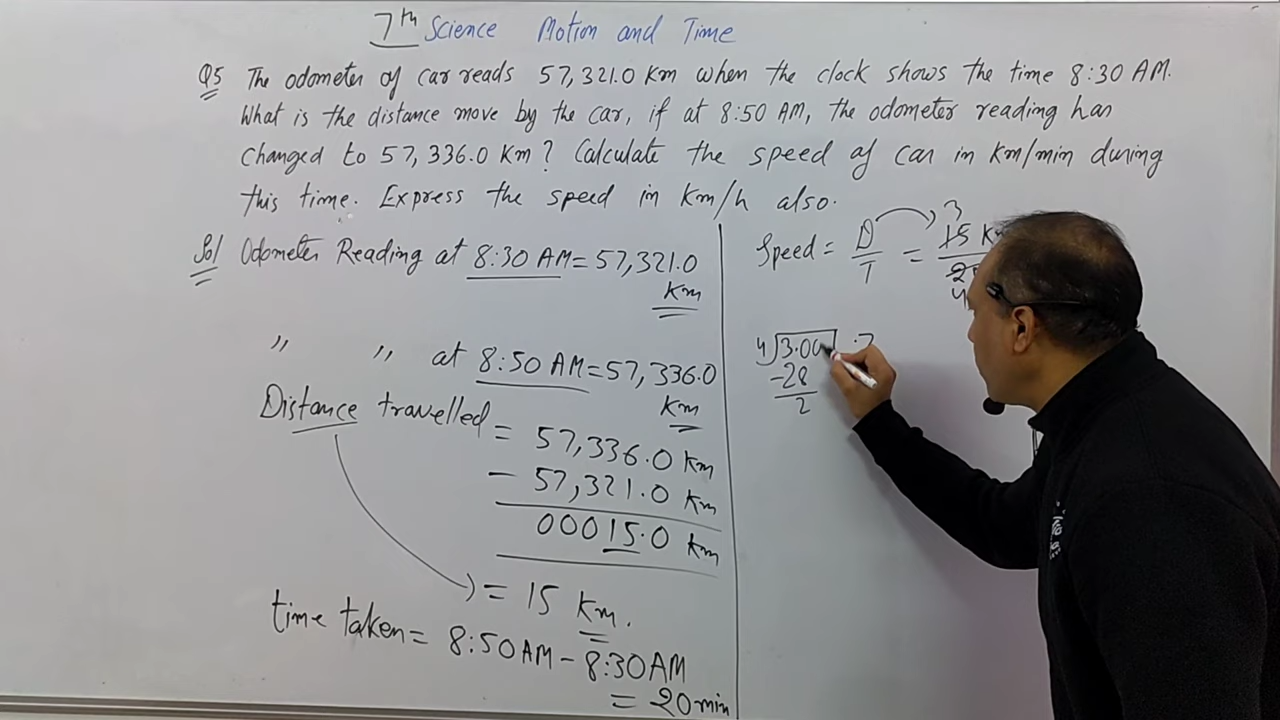 7th Science Motion and Time
Q5 The odometer of car reads 57,321.0 Km when the clock shows the time 8:30 AM.
What is the distance move by the car, if at 8:50 AM, the odometer reading has
changed to 57,336.0 Km? Calculate the speed of car in Km/min during
this time. Express the speed in Km/h also.
Sol Odometer Reading at 8:30 AM = 57,321.0
Km
" " at 8:50 AM = 57,336.0
Km
Distance travelled = 57,336.0 Km
- 57,321.0 Km
00015.0 Km
= 15 Km.
time taken = 8:50 AM - 8:30 AM
= 20 min
3
Speed = D/T = 15
4
4 3.00 .7
-28
2